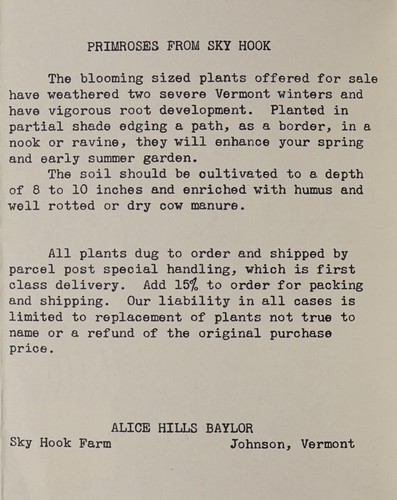 PRIMROSES FROM SKY HOOK
The blooming sized plants offered for sale
have weathered two severe Vermont winters and
have vigorous root development. Planted in
partial shade edging a path, as a border, in a
nook or ravine, they will enhance your spring
and early summer garden.
The soil should be cultivated to a depth
of 8 to 10 inches and enriched with humus and
well rotted or dry cow manure.
All plants dug to order and shipped by
parcel post special handling, which is first
class delivery. Add 15% to order for packing
and shipping. Our liability in all cases is
limited to replacement of plants not true to
name or a refund of the original purchase
price.
ALICE HILLS BAYLOR
Sky Hook Farm Johnson, Vermont